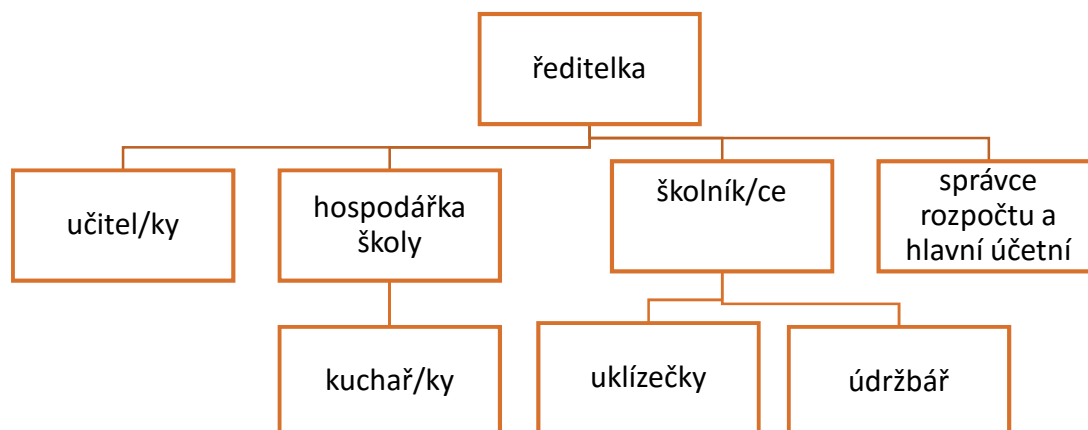 ředitelka
učitel/ky
hospodářka
školy
školník/ce
správce
rozpočtu a
hlavní účetní
kuchař/ky
uklízečky
údržbář